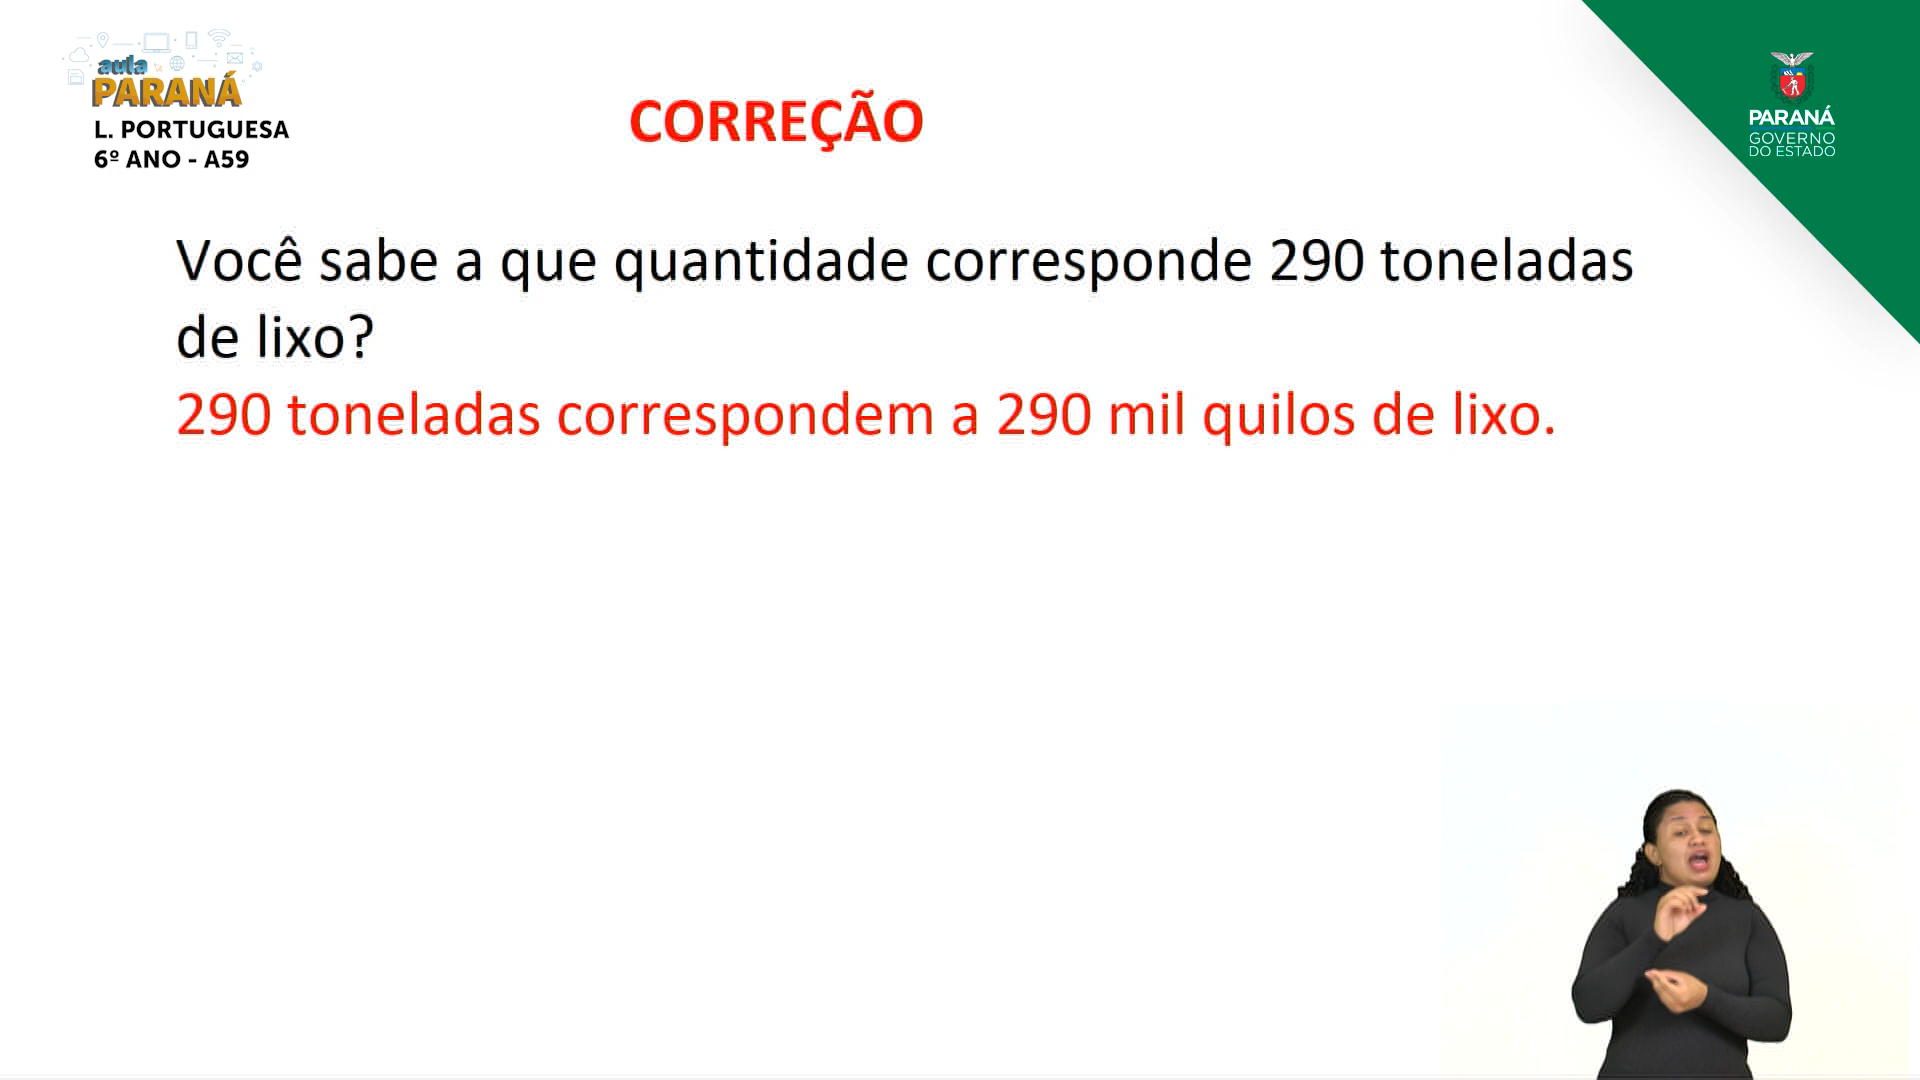 aula
PARANÁ
L. PORTUGUESA
6º ANO - A59
CORREÇÃO
PARANÁ
GOVERNO
DO ESTADO
Você sabe a que quantidade corresponde 290 toneladas
de lixo?
290 toneladas correspondem a 290 mil quilos de lixo.